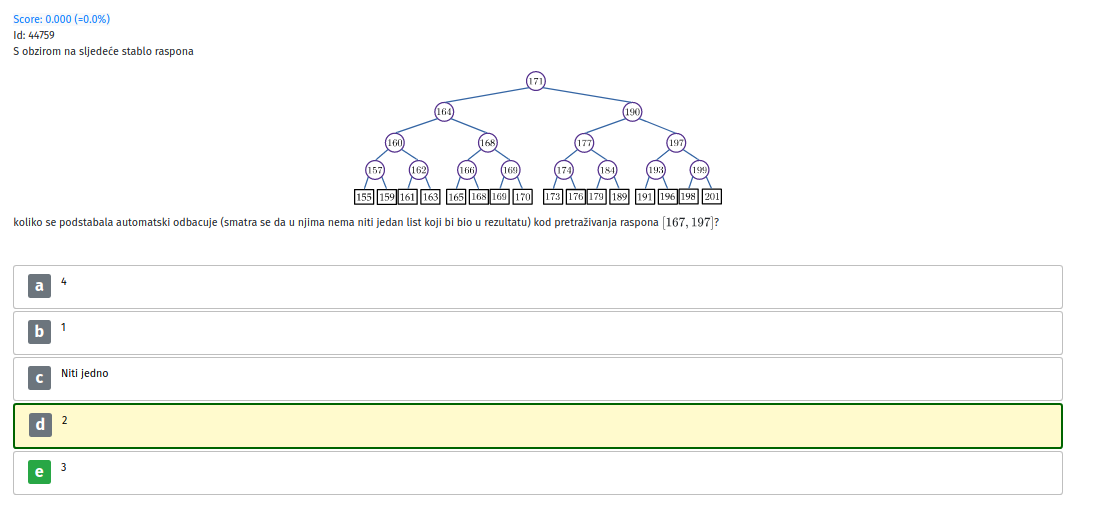 Score: 0.000 (=0.0%)
Id: 44759
S obzirom na sljedeće stablo raspona
171
164 190
160 168 177 197
157 162 166 169 174 184 193 199
155 159 161 163 165 168 169 170 173 176 179 189 191 196 198 201
koliko se podstabala automatski odbacuje (smatra se da u njima nema niti jedan list koji bi bio u rezultatu) kod pretraživanja raspona [167, 197]?
a 4
b 1
c Niti jedno
d 2
e 3